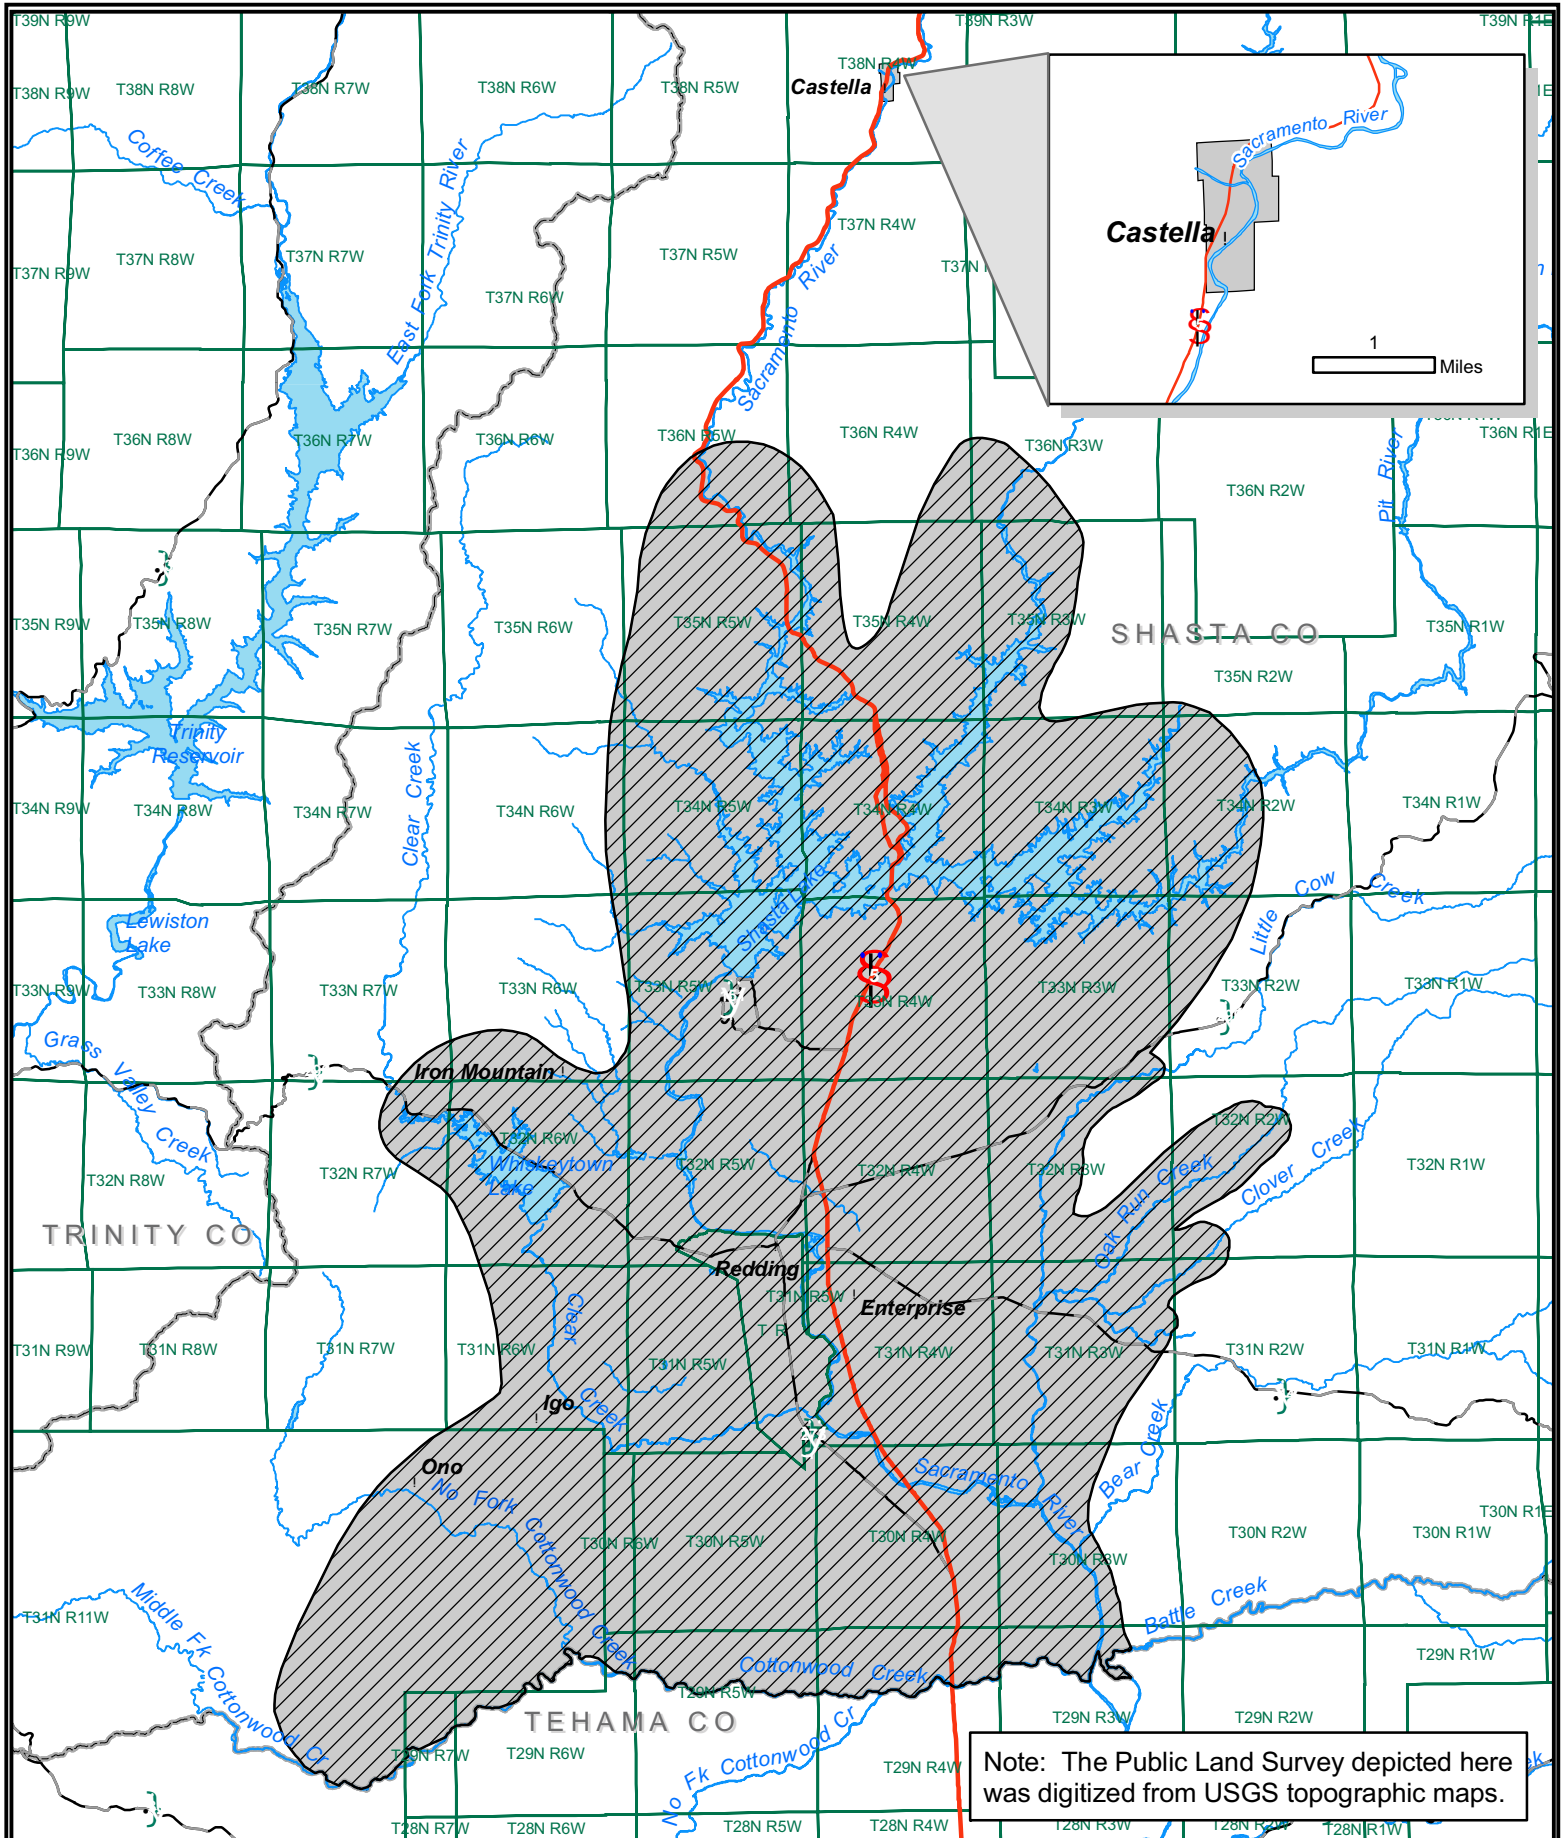 T39N R9W
T39N R3W
T39N R1E
T38N R9W
T38N R8W
T38N R7W
T38N R6W
T38N R5W
T38N R4W
Castella
Coffee Creek
East Fork Trinity River
Sacramento River
Castella
1
Miles
T37N R9W
T37N R8W
T37N R7W
T37N R6W
T37N R5W
T37N R4W
Sacramento River
T36N R9W
T36N R8W
T36N R7W
T36N R6W
T36N R5W
T36N R4W
T36N R3W
T36N R2W
T36N R1E
Pit River
T35N R9W
T35N R8W
T35N R7W
T35N R6W
T35N R5W
T35N R4W
T35N R3W
SHASTA CO
T35N R1W
T35N R2W
Trinity
Reservoir
Clear Creek
T34N R9W
T34N R8W
T34N R7W
T34N R6W
T34N R5W
T34N R4W
T34N R3W
T34N R2W
T34N R1W
Shasta Lake
Little Cow Creek
Lewiston
Lake
T33N R9W
T33N R8W
T33N R7W
T33N R6W
T33N R5W
5
T33N R4W
T33N R3W
T33N R2W
T33N R1W
Grass Valley Creek
Iron Mountain
T32N R8W
T32N R7W
T32N R6W
Whiskeytown
Lake
T32N R5W
T32N R4W
T32N R3W
T32N R2W
T32N R1W
Oak Run Creek
Clover Creek
TRINITY CO
Redding
T31N R5W
Enterprise
T R
T31N R9W
T31N R8W
T31N R7W
T31N R6W
T31N R5W
T31N R4W
T31N R3W
T31N R2W
T31N R1W
Clear Creek
Igo
Ono
No Fork Cottonwood Creek
Sacramento River
Bear Creek
273
T30N R6W
T30N R5W
T30N R4W
T30N R3W
T30N R2W
T30N R1W
T30N R1E
T31N R11W
Middle Fk Cottonwood Cr
Battle Creek
Cottonwood Creek
T29N R1W
T29N R5W
TEHAMA CO
T29N R3W
T29N R2W
T29N R7W
T29N R6W
No Fk Cottonwood Cr
T29N R4W
Note: The Public Land Survey depicted here
was digitized from USGS topographic maps.
T28N R7W
T28N R6W
T28N R5W
T28N R4W
T28N R3W
T28N R2W
T28N R1W